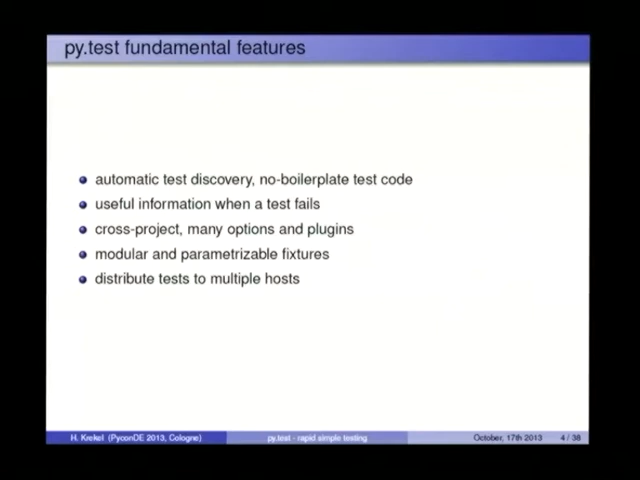 py.test fundamental features
automatic test discovery, no-boilerplate test code
useful information when a test fails
cross-project, many options and plugins
modular and parametrizable fixtures
distribute tests to multiple hosts
H. Krekel (PyconDE 2013, Cologne)
py.test - rapid simple testing
October, 17th 2013
4 / 38